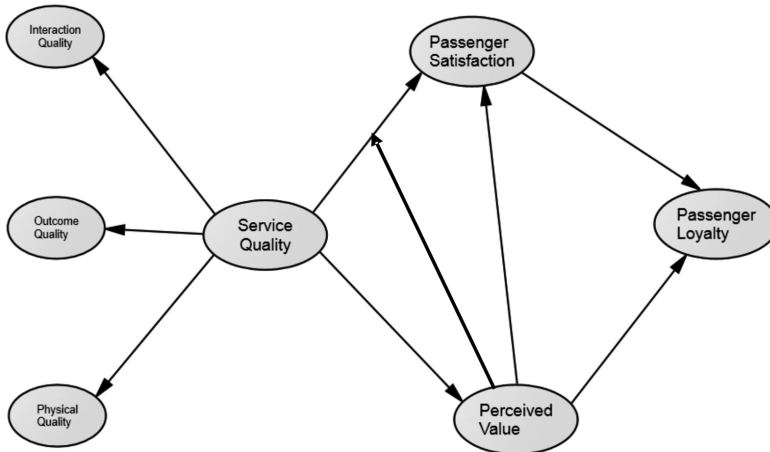 Interaction
Quality
Passenger
Satisfaction
Outcome
Quality
Service
Quality
Passenger
Loyalty
Physical
Quality
Perceived
Value